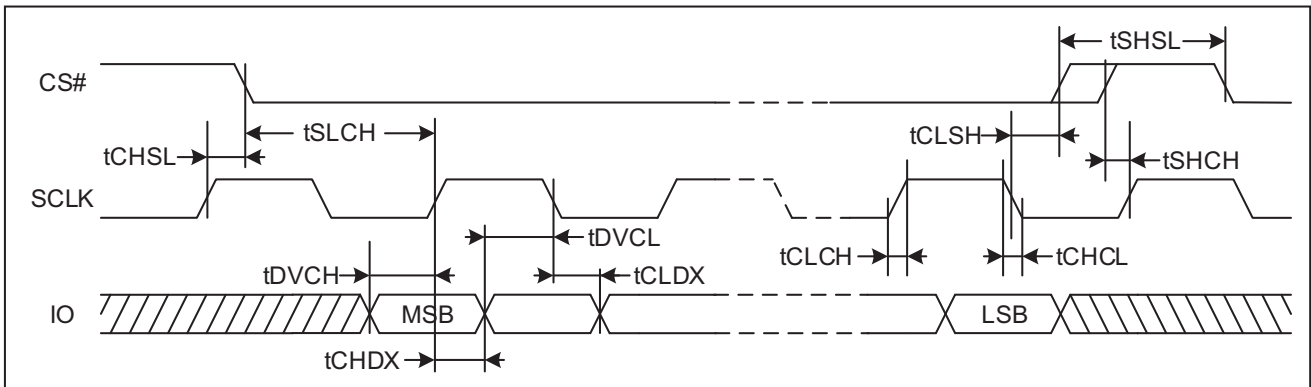 tSHSL
CS#
tSLCH
tCLSH
tCHSL
tSHCH
SCLK
tDVCL
tDVCH
tCLDX
tCLCH
tCHCL
IO
MSB
LSB
tCHDX